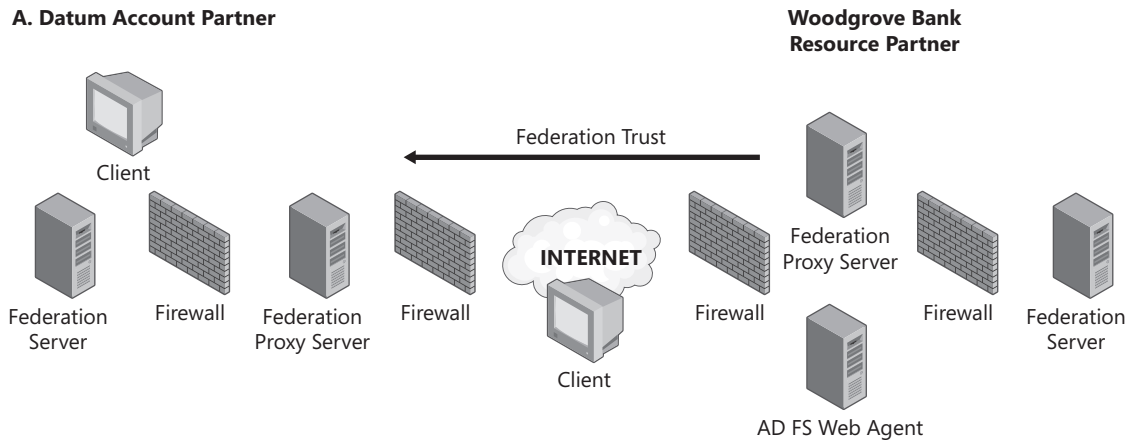 A. Datum Account Partner
Woodgrove Bank
Resource Partner
Federation Trust
Client
Federation
Server
Firewall
Federation
Proxy Server
Firewall
INTERNET
Client
Firewall
Federation
Proxy Server
AD FS Web Agent
Firewall
Federation
Server